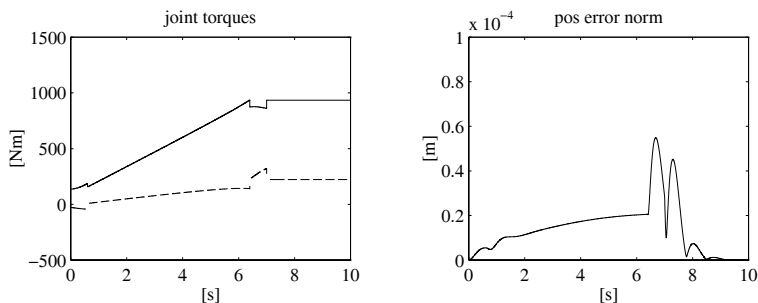 joint torques
1500
1000
500
0
−500
[Nm]
0 2 4 6 8 10
[s]
x 10⁻⁴
pos error norm
1
0.8
0.6
0.4
0.2
0
[m]
0 2 4 6 8 10
[s]